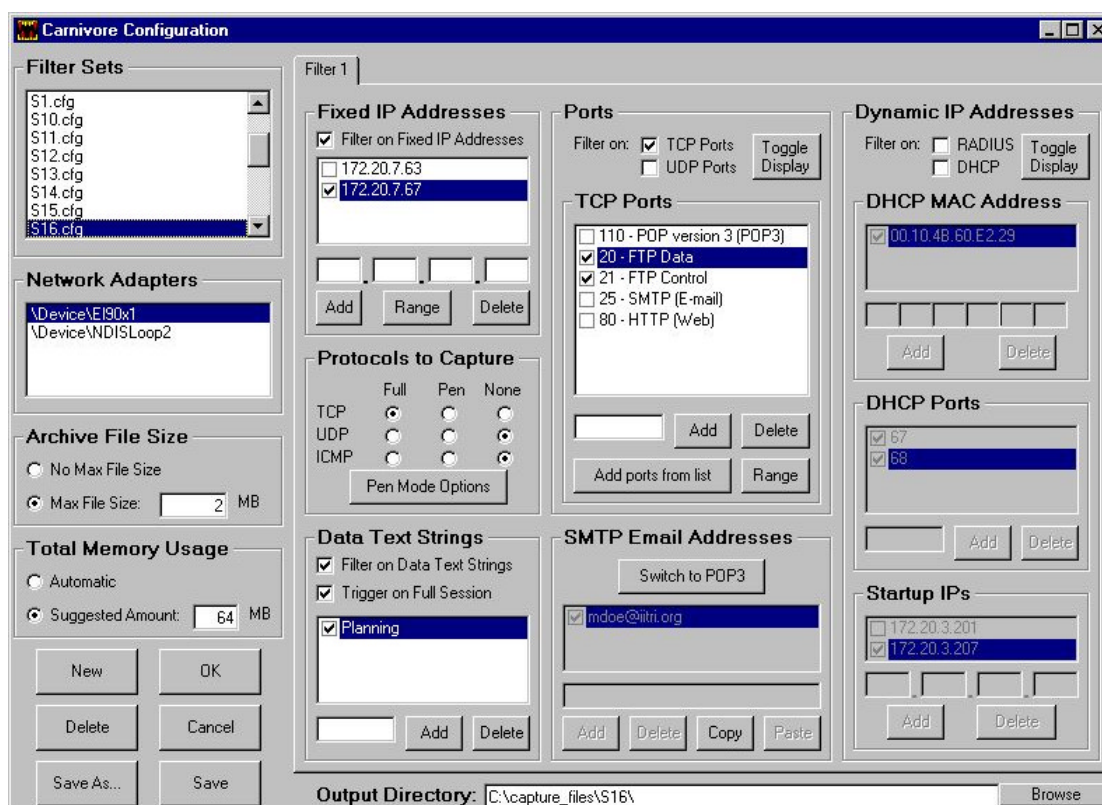 Carnivore Configuration
Filter Sets
S1.cfg
S10.cfg
S11.cfg
S12.cfg
S13.cfg
S14.cfg
S15.cfg
S16.cfg
Network Adapters
\Device\El90x1
\Device\NDISLoop2
Archive File Size
No Max File Size
Max File Size: 2 MB
Total Memory Usage
Automatic
Suggested Amount: 64 MB
New OK
Delete Cancel
Save As... Save
Filter 1
Fixed IP Addresses
Filter on Fixed IP Addresses
172.20.7.63
172.20.7.67
Add Range Delete
Protocols to Capture
Full Pen None
TCP
UDP
ICMP
Pen Mode Options
Data Text Strings
Filter on Data Text Strings
Trigger on Full Session
Planning
Add Delete
Ports
Filter on: TCP Ports
UDP Ports
Toggle
Display
TCP Ports
110 - POP version 3 (POP3)
20 - FTP Data
21 - FTP Control
25 - SMTP (E-mail)
80 - HTTP (Web)
Add Delete
Add ports from list Range
SMTP Email Addresses
Switch to POP3
mdoe@iitri.org
Add Delete Copy Paste
Dynamic IP Addresses
Filter on: RADIUS
DHCP
Toggle
Display
DHCP MAC Address
00.10.4B.60.E2.29
Add Delete
DHCP Ports
67
68
Add Delete
Startup IPs
172.20.3.201
172.20.3.207
Add Delete
Output Directory: C:\capture_files\S16\ Browse